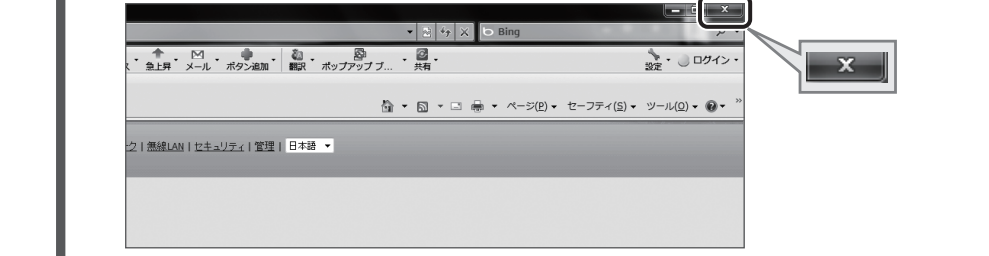 Bing
急上昇 メール ボタン追加 翻訳 ポップアップ ブ... 共有 設定 ログイン
ページ(P) セーフティ(S) ツール(O) »
ク | 無線LAN | セキュリティ | 管理 | 日本語